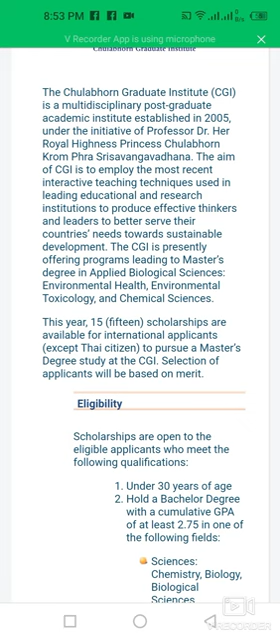 8:53 PM
V Recorder App is using microphone
Chulabhorn Graduate Institute
The Chulabhorn Graduate Institute (CGI)
is a multidisciplinary post-graduate
academic institute established in 2005,
under the initiative of Professor Dr. Her
Royal Highness Princess Chulabhorn
Krom Phra Srisavangavadhana. The aim
of CGI is to employ the most recent
interactive teaching techniques used in
leading educational and research
institutions to produce effective thinkers
and leaders to better serve their
countries' needs towards sustainable
development. The CGI is presently
offering programs leading to Master's
degree in Applied Biological Sciences:
Environmental Health, Environmental
Toxicology, and Chemical Sciences.
This year, 15 (fifteen) scholarships are
available for international applicants
(except Thai citizen) to pursue a Master's
Degree study at the CGI. Selection of
applicants will be based on merit.
Eligibility
Scholarships are open to the
eligible applicants who meet the
following qualifications:
1. Under 30 years of age
2. Hold a Bachelor Degree
with a cumulative GPA
of at least 2.75 in one of
the following fields:
Sciences:
Chemistry, Biology,
Biological
Sciences